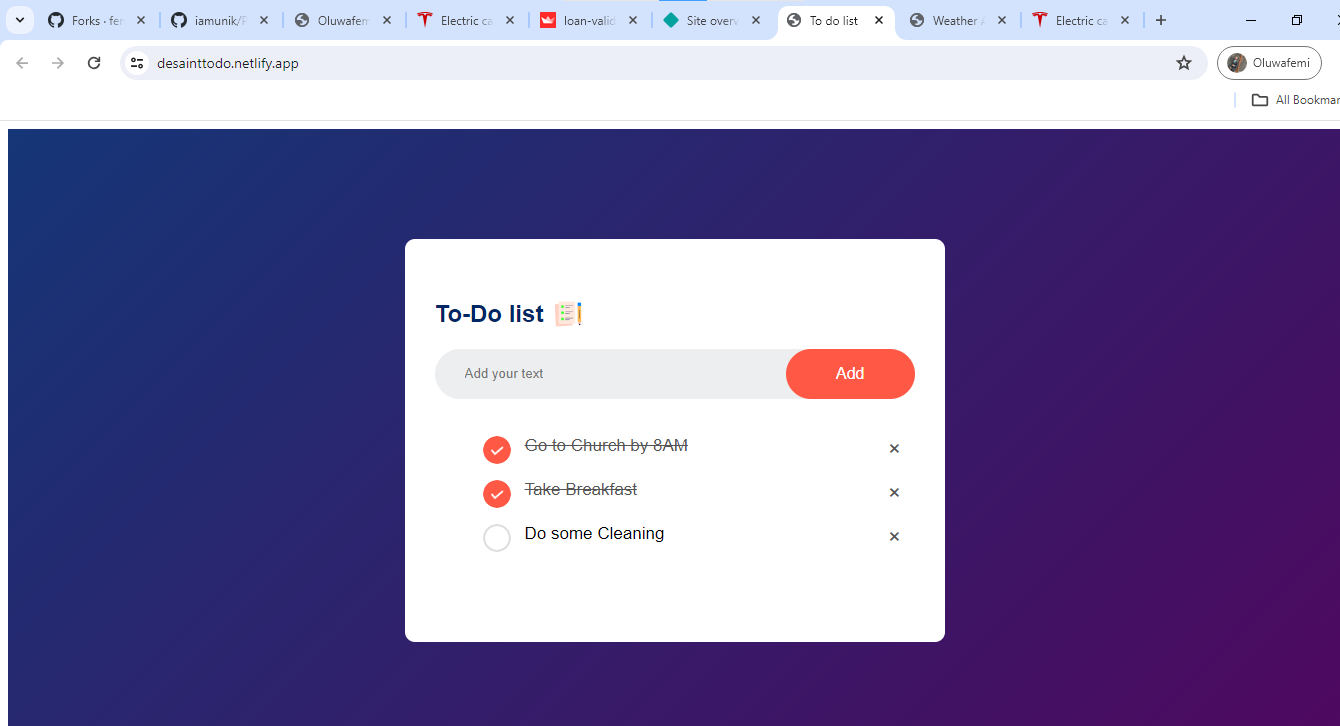 Forks · fe
iamunik/
Oluwafem
Electric ca
loan-valid
Site overv
To do list
Weather
Electric ca
desainttodo.netlify.app
Oluwafemi
All Bookmar
To-Do list
Add your text
Add
Go to Church by 8AM
Take Breakfast
Do some Cleaning